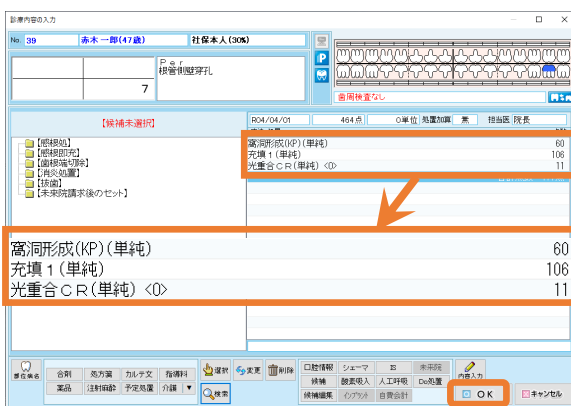 診療内容の入力
No. 39 赤木 一郎(47歳) 社保本人(30%)
Per
根管側壁穿孔
7
P
歯周検査なし
【候補未選択】
【感根処】
【感根即充】
【歯根端切除】
【消炎処置】
【抜歯】
【未来院請求後のセット】
R04/04/01 464点 0単位 処置加算 無 担当医 院長
窩洞形成(KP)(単純) 60
充填1(単純) 106
光重合CR(単純) <0> 11
窩洞形成(KP)(単純) 60
充填1(単純) 106
光重合CR(単純) <0> 11
部位病名
合剤 処方箋 カルテ文 指導料
薬品 注射麻酔 予定処置 介護 ▼
選択 変更 削除
検索
口腔情報 シェーマ 未来院
候補 酸素吸入 人工呼吸 Do処置
候補編集 インプラント 自費会計
内容入力
OK キャンセル